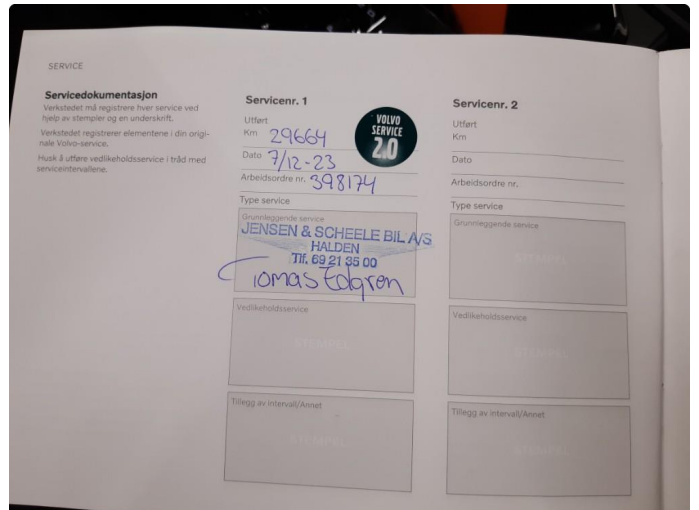 SERVICE
Servicedokumentasjon
Verkstedet må registrere hver service ved
hjelp av stempler og en underskrift.
Verkstedet registrerer elementene i din origi-
nale Volvo-service.
Husk å utføre vedlikeholdsservice i tråd med
serviceintervallene.
Servicenr. 1
Utført
Km 29664
VOLVO
SERVICE
2.0
Dato 7/12-23
Arbeidsordre nr. 398174
Type service
Grunnleggende service
JENSEN & SCHEELE BIL A/S
HALDEN
Tlf. 69 21 35 00
Tomas Edgren
Vedlikeholdsservice
STEMPEL
Tillegg av intervall/Annet
STEMPEL
Servicenr. 2
Utført
Km
Dato
Arbeidsordre nr.
Type service
Grunnleggende service
STEMPEL
Vedlikeholdsservice
STEMPEL
Tillegg av intervall/Annet
STEMPEL